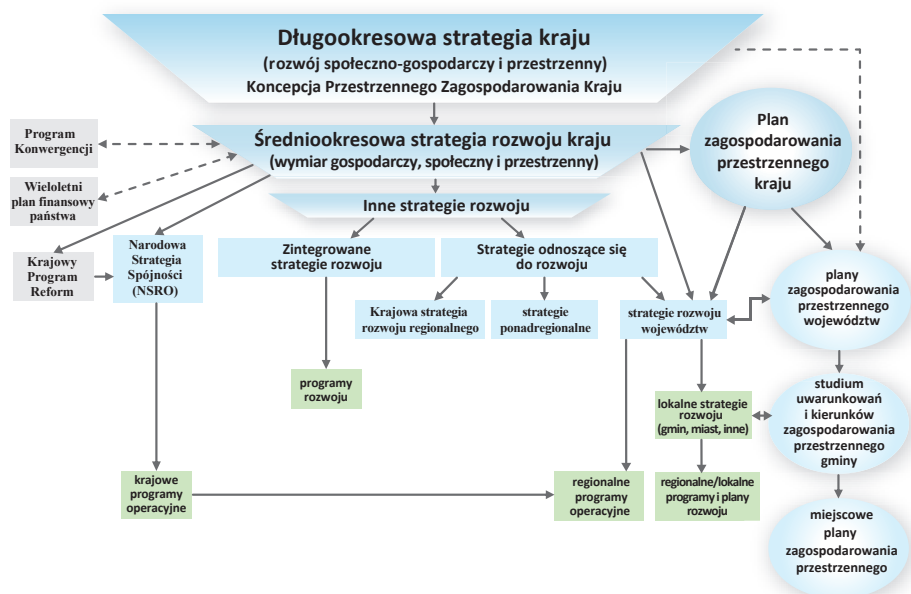 Długookresowa strategia kraju
(rozwój społeczno-gospodarczy i przestrzenny)
Koncepcja Przestrzennego Zagospodarowania Kraju
Program
Konwergencji
Średniookresowa strategia rozwoju kraju
(wymiar gospodarczy, społeczny i przestrzenny)
Plan
zagospodarowania
przestrzennego
kraju
Wieloletni
plan finansowy
państwa
Inne strategie rozwoju
Krajowy
Program
Reform
Narodowa
Strategia
Spójności
(NSRO)
Zintegrowane
strategie rozwoju
Strategie odnoszące się
do rozwoju
plany
zagospodarowania
przestrzennego
województw
Krajowa strategia
rozwoju regionalnego
strategie
ponadregionalne
strategie rozwoju
województw
programy
rozwoju
lokalne strategie
rozwoju
(gmin, miast, inne)
studium
uwarunkowań
i kierunków
zagospodarowania
przestrzennego
gminy
krajowe
programy
operacyjne
regionalne
programy
operacyjne
regionalne/lokalne
programy i plany
rozwoju
miejscowe
plany
zagospodarowania
przestrzennego